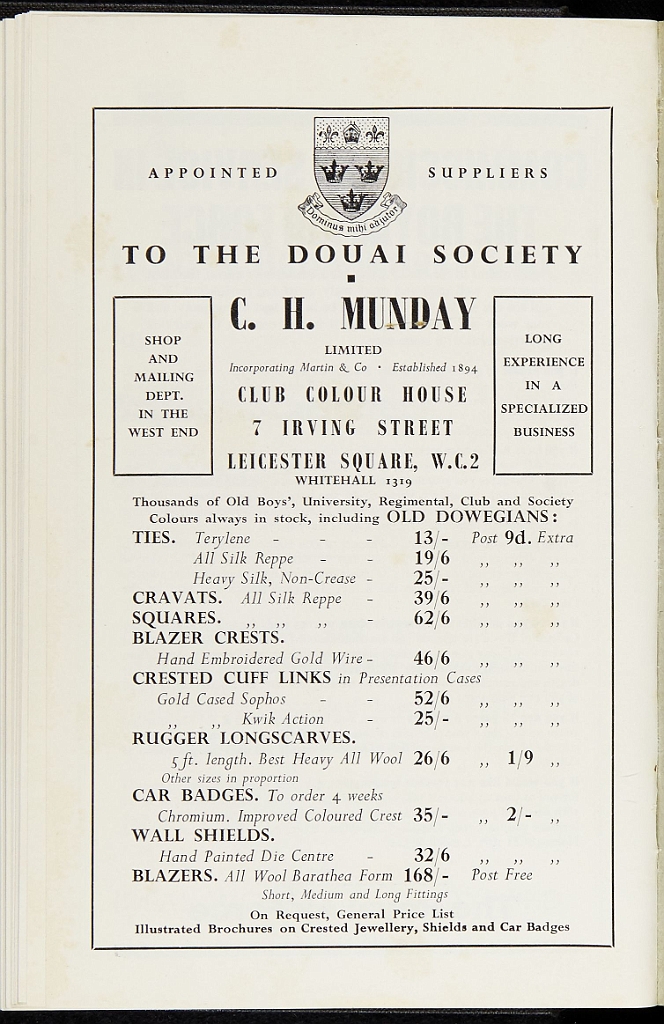 APPOINTED SUPPLIERS
Dominus mihi adjutor
TO THE DOUAI SOCIETY
C. H. MUNDAY
LIMITED
Incorporating Martin & Co · Established 1894
CLUB COLOUR HOUSE
7 IRVING STREET
LEICESTER SQUARE, W.C.2
WHITEHALL 1319
SHOP
AND
MAILING
DEPT.
IN THE
WEST END
LONG
EXPERIENCE
IN A
SPECIALIZED
BUSINESS
Thousands of Old Boys', University, Regimental, Club and Society
Colours always in stock, including OLD DOWEGIANS:
TIES. Terylene - - - 13/- Post 9d. Extra
All Silk Reppe - - 19/6 ,, ,, ,,
Heavy Silk, Non-Crease - 25/- ,, ,, ,,
CRAVATS. All Silk Reppe - 39/6 ,, ,, ,,
SQUARES. ,, ,, ,, - 62/6 ,, ,, ,,
BLAZER CRESTS.
Hand Embroidered Gold Wire - 46/6 ,, ,, ,,
CRESTED CUFF LINKS in Presentation Cases
Gold Cased Sophos - - 52/6 ,, ,, ,,
,, ,, Kwik Action - 25/- ,, ,, ,,
RUGGER LONGSCARVES.
5 ft. length. Best Heavy All Wool 26/6 ,, 1/9 ,,
Other sizes in proportion
CAR BADGES. To order 4 weeks
Chromium. Improved Coloured Crest 35/- ,, 2/- ,,
WALL SHIELDS.
Hand Painted Die Centre - 32/6 ,, ,, ,,
BLAZERS. All Wool Barathea Form 168/- Post Free
Short, Medium and Long Fittings
On Request, General Price List
Illustrated Brochures on Crested Jewellery, Shields and Car Badges